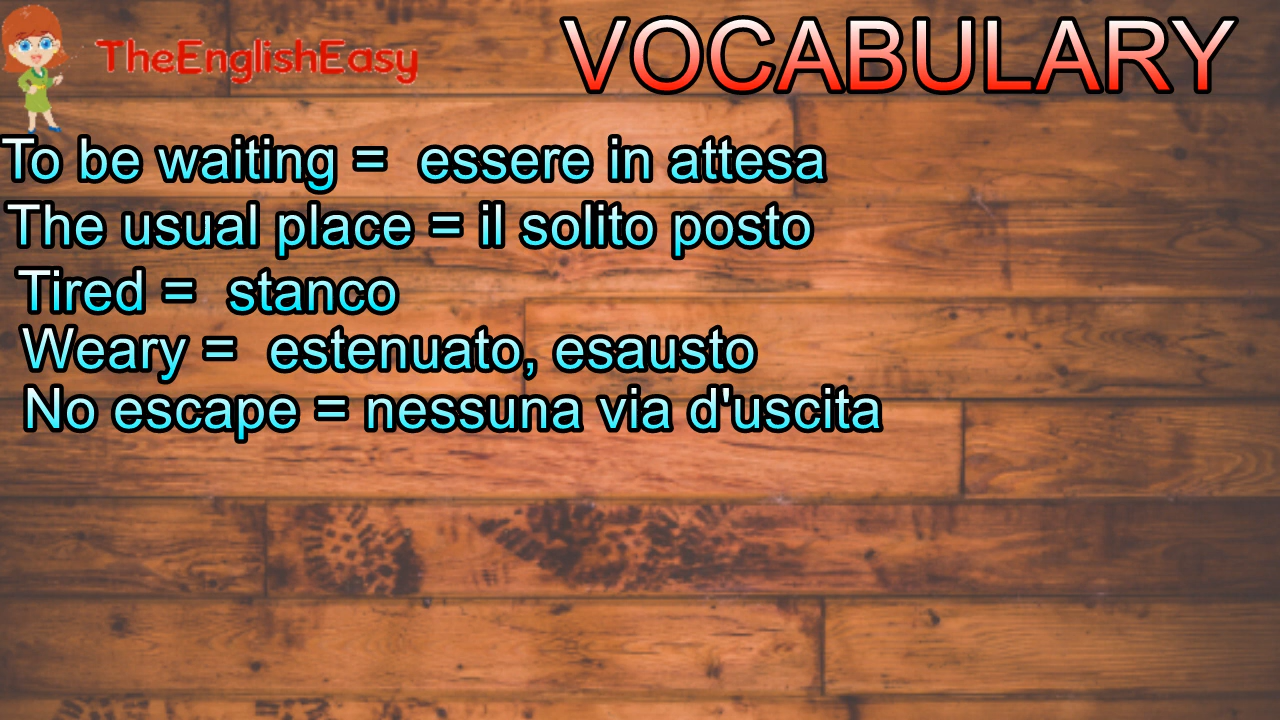 TheEnglishEasy
VOCABULARY
To be waiting = essere in attesa
The usual place = il solito posto
Tired = stanco
Weary = estenuato, esausto
No escape = nessuna via d'uscita